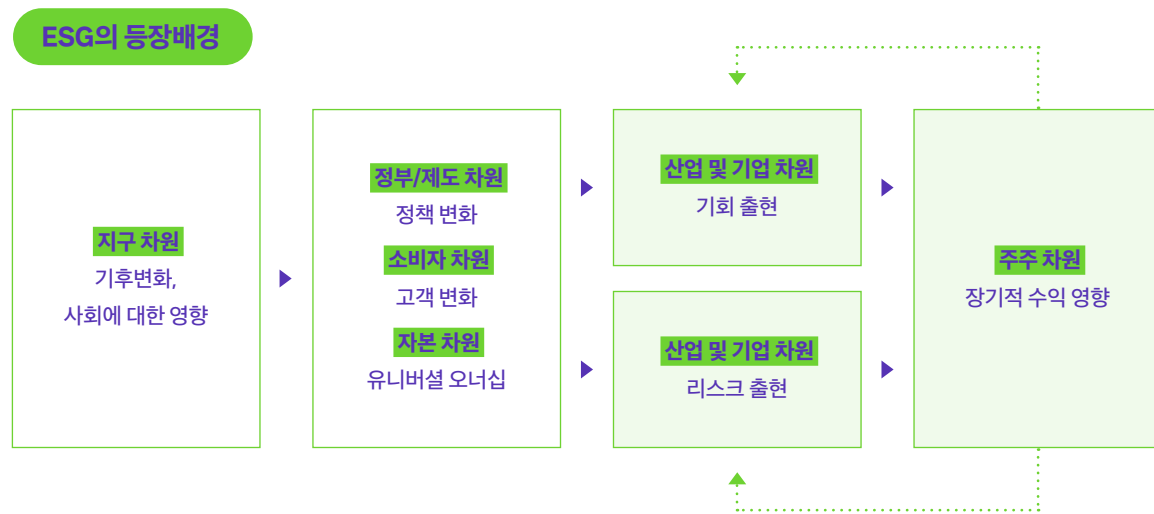 ESG의 등장배경
지구 차원
기후변화,
사회에 대한 영향
정부/제도 차원
정책 변화
소비자 차원
고객 변화
자본 차원
유니버셜 오너십
산업 및 기업 차원
기회 출현
산업 및 기업 차원
리스크 출현
주주 차원
장기적 수익 영향